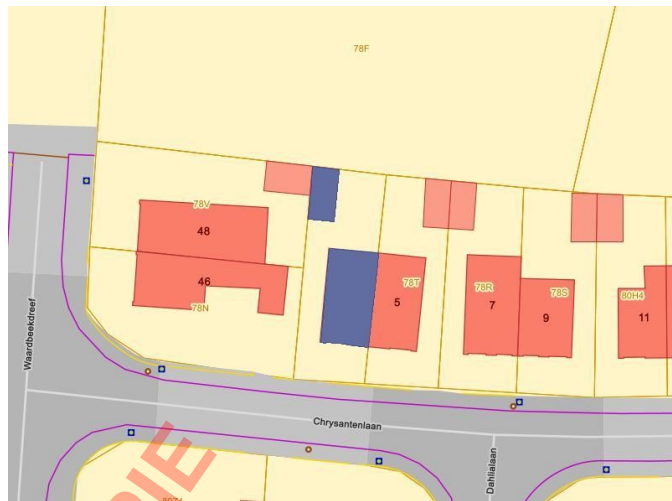 78F
78V
48
46
78N
78T
5
78R
7
78S
9
80H4
11
Waardbeekdreef
Chrysantenlaan
Dahlialaan